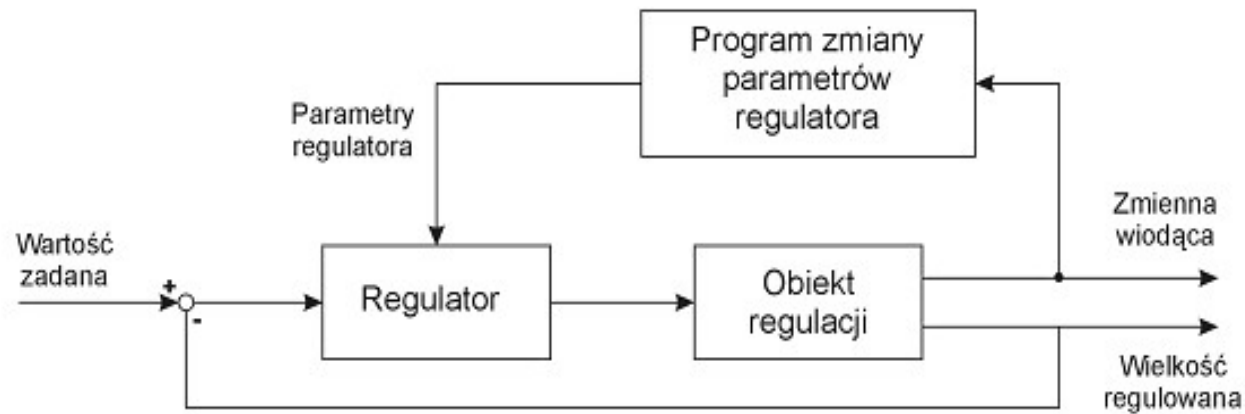 Program zmiany
parametrów
regulatora
Parametry
regulatora
Zmienna
wiodąca
Wartość
zadana
+
-
Regulator
Obiekt
regulacji
Wielkość
regulowana